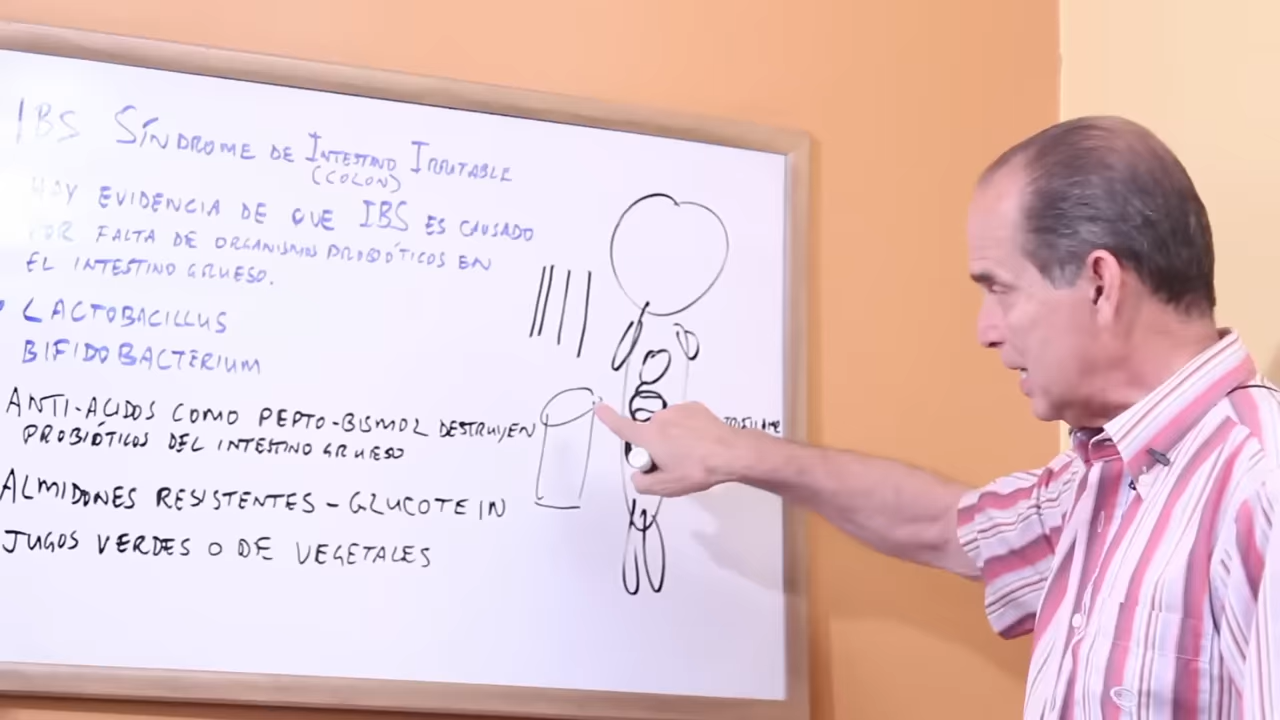 IBS SÍNDROME DE INTESTINO IRRITABLE
(COLON)
HAY EVIDENCIA DE QUE IBS ES CAUSADO
POR FALTA DE ORGANISMOS PROBIÓTICOS EN
EL INTESTINO GRUESO.
LACTOBACILLUS
BIFIDOBACTERIUM
ANTI-ACIDOS COMO PEPTO-BISMOL DESTRUYEN
PROBIÓTICOS DEL INTESTINO GRUESO
ALMIDONES RESISTENTES - GLUCOTEIN
JUGOS VERDES O DE VEGETALES